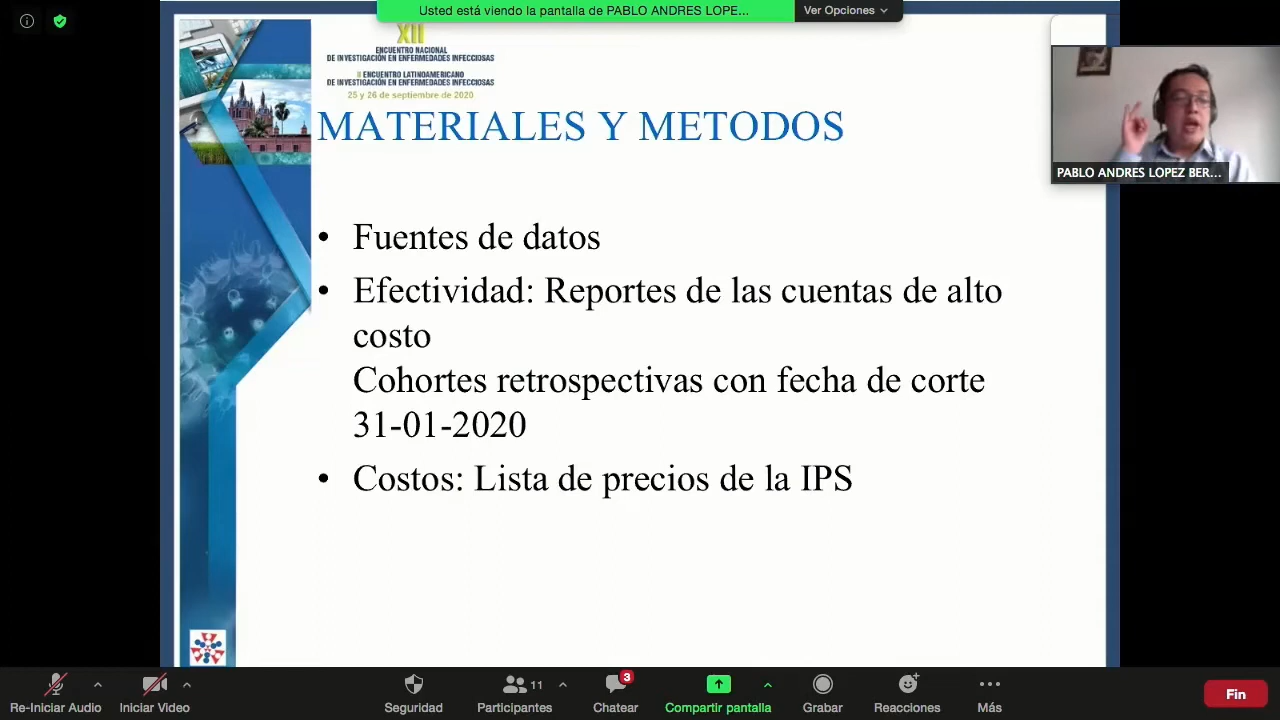 Usted está viendo la pantalla de PABLO ANDRES LOPE...
Ver Opciones
XII
ENCUENTRO NACIONAL
DE INVESTIGACIÓN EN ENFERMEDADES INFECCIOSAS
II ENCUENTRO LATINOAMERICANO
DE INVESTIGACIÓN EN ENFERMEDADES INFECCIOSAS
25 y 26 de septiembre de 2020
MATERIALES Y METODOS
PABLO ANDRES LOPEZ BER...
• Fuentes de datos
• Efectividad: Reportes de las cuentas de alto
costo
Cohortes retrospectivas con fecha de corte
31-01-2020
• Costos: Lista de precios de la IPS
11
3
Re-Iniciar Audio
Iniciar Video
Seguridad
Participantes
Chatear
Compartir pantalla
Grabar
Reacciones
Más
Fin